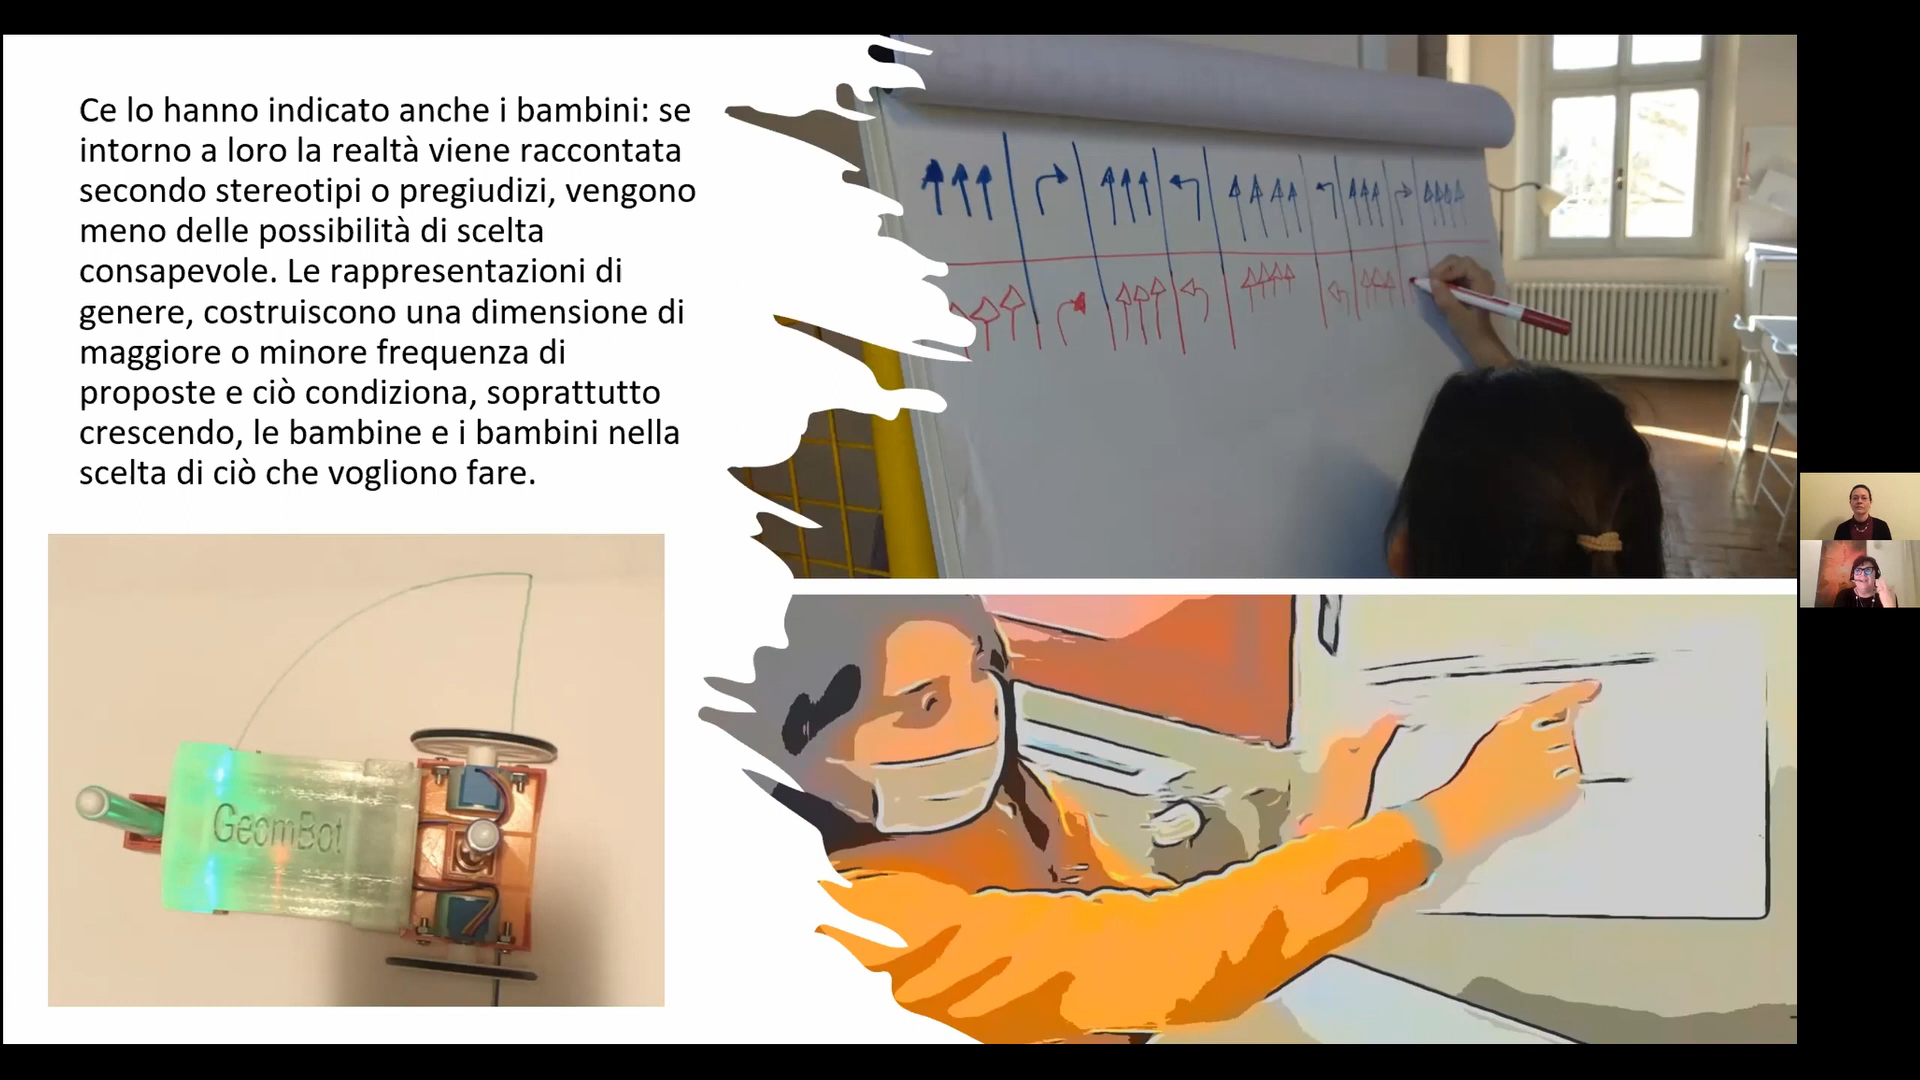 Ce lo hanno indicato anche i bambini: se
intorno a loro la realtà viene raccontata
secondo stereotipi o pregiudizi, vengono
meno delle possibilità di scelta
consapevole. Le rappresentazioni di
genere, costruiscono una dimensione di
maggiore o minore frequenza di
proposte e ciò condiziona, soprattutto
crescendo, le bambine e i bambini nella
scelta di ciò che vogliono fare.
GeomBot